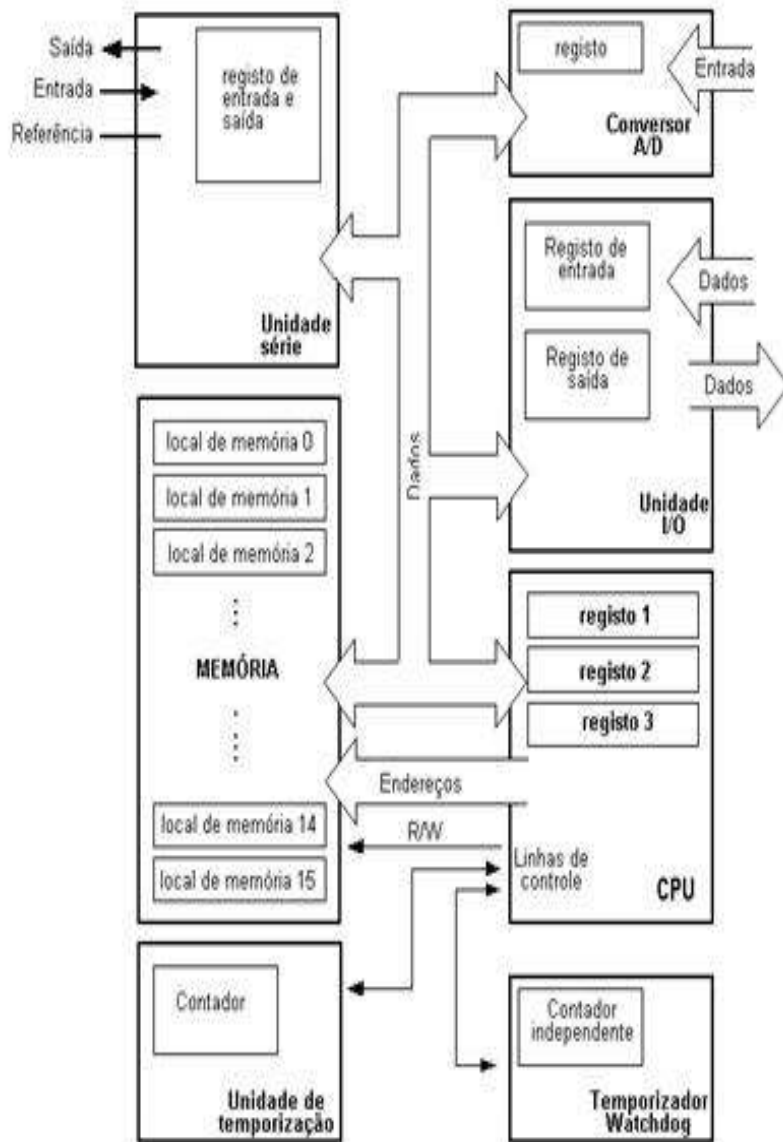 Saída
Entrada
Referência
registo de
entrada e
saída
Unidade
série
registo
Entrada
Conversor
A/D
Registo de
entrada
Dados
Registo de
saída
Dados
Unidade
I/O
Dados
local de memória 0
local de memória 1
local de memória 2
MEMÓRIA
local de memória 14
local de memória 15
registo 1
registo 2
registo 3
Endereços
R/W
Linhas de
controle
CPU
Contador
Unidade de
temporização
Contador
independente
Temporizador
Watchdog